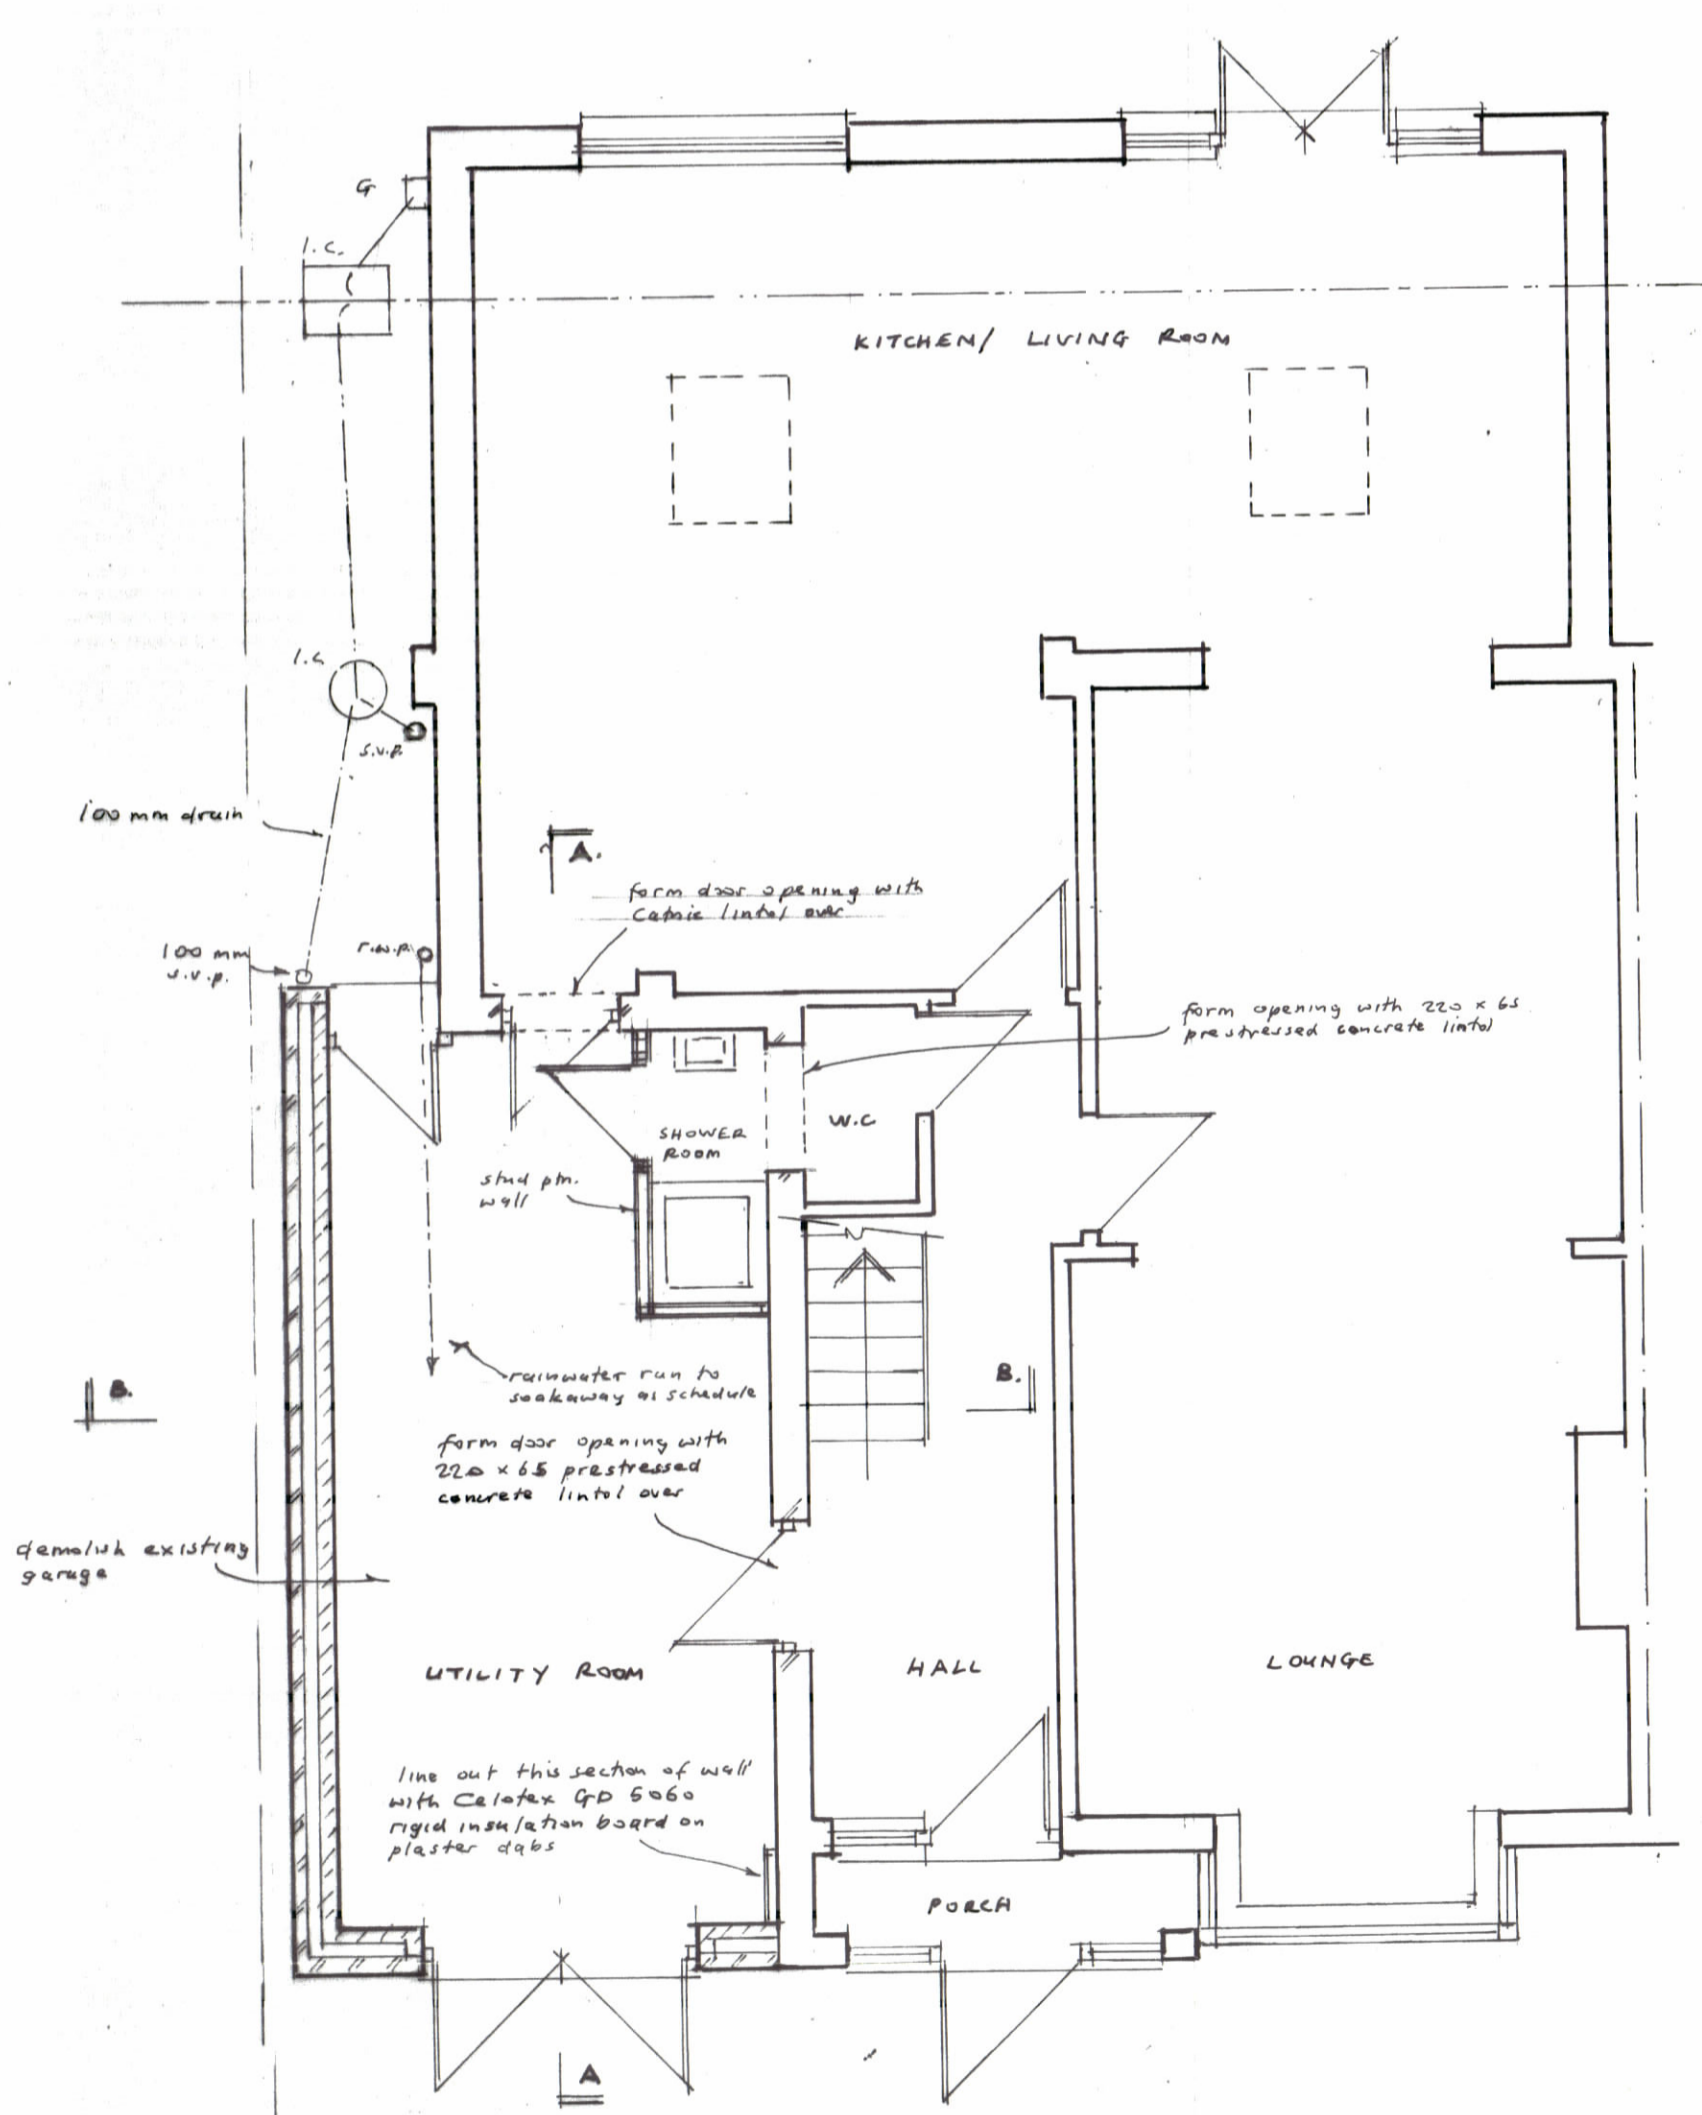 G
I.C.
KITCHEN/ LIVING ROOM
I.C
S.V.P.
100 mm drain
A.
form door opening with
Catnic lintol over
100 mm
s.v.p.
r.w.p.
form opening with 220 x 65
prestressed concrete lintol
W.C
SHOWER
ROOM
stud ptn.
wall
B.
B.
rainwater run to
soakaway as schedule
form door opening with
220 x 65 prestressed
concrete lintol over
demolish existing
garage
UTILITY ROOM
HALL
LOUNGE
line out this section of wall
with Celotex GD 5060
rigid insulation board on
plaster dabs
PORCH
A